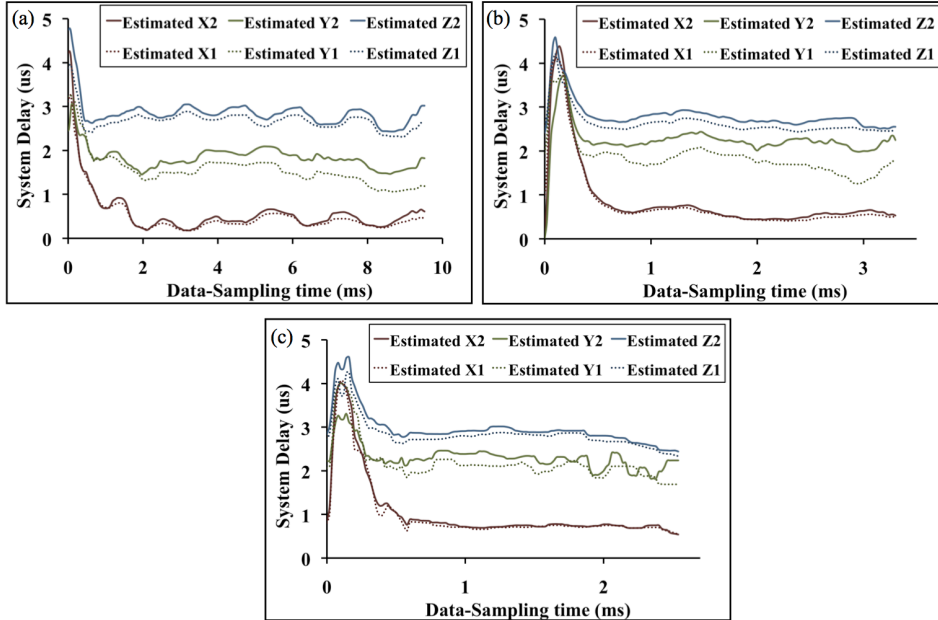 (a)
Estimated X2 Estimated Y2 Estimated Z2
Estimated X1 Estimated Y1 Estimated Z1
System Delay (us)
5
4
3
2
1
0
0 2 4 6 8 10
Data-Sampling time (ms)
(b)
Estimated X2 Estimated Y2 Estimated Z2
Estimated X1 Estimated Y1 Estimated Z1
System Delay (us)
5
4
3
2
1
0
0 1 2 3
Data-Sampling time (ms)
(c)
Estimated X2 Estimated Y2 Estimated Z2
Estimated X1 Estimated Y1 Estimated Z1
System Delay (us)
5
4
3
2
1
0
0 1 2
Data-Sampling time (ms)